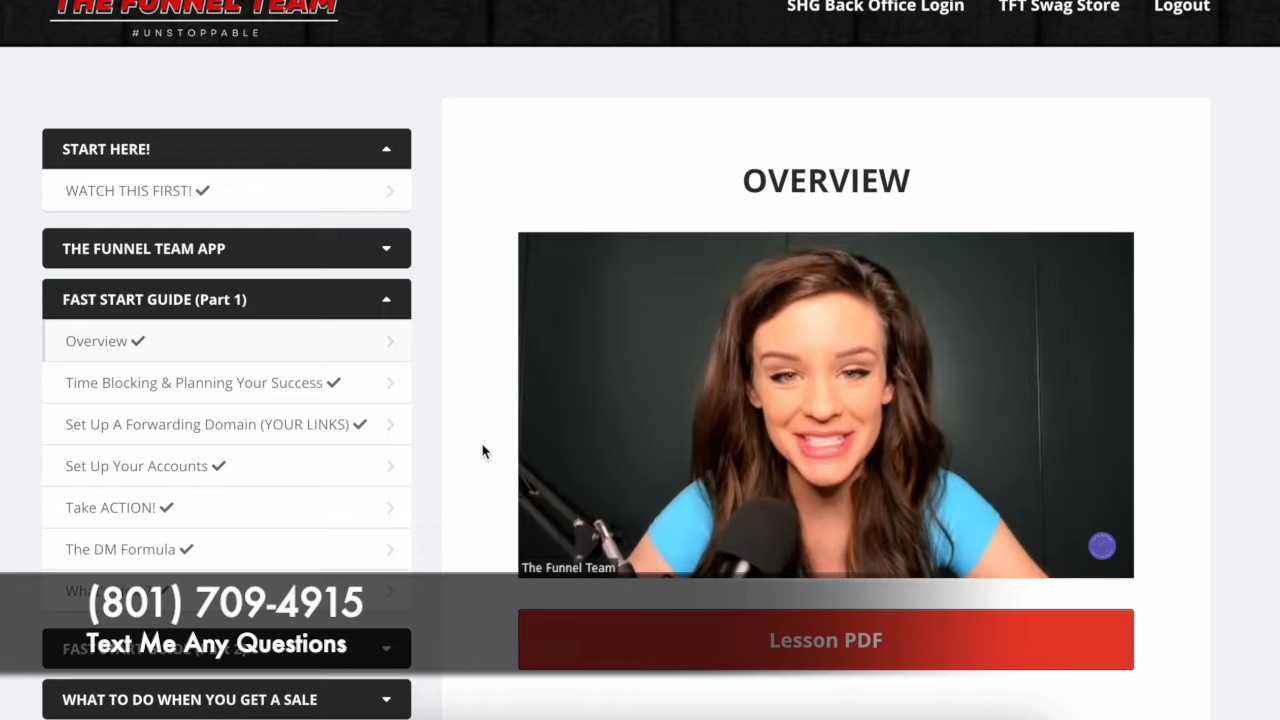 THE FUNNEL TEAM
#UNSTOPPABLE
SHG Back Office Login
TFT Swag Store
Logout
START HERE!
WATCH THIS FIRST!
THE FUNNEL TEAM APP
FAST START GUIDE (Part 1)
Overview
Time Blocking & Planning Your Success
Set Up A Forwarding Domain (YOUR LINKS)
Set Up Your Accounts
Take ACTION!
The DM Formula
(801) 709-4915
Text Me Any Questions
WHAT TO DO WHEN YOU GET A SALE
OVERVIEW
The Funnel Team
Lesson PDF